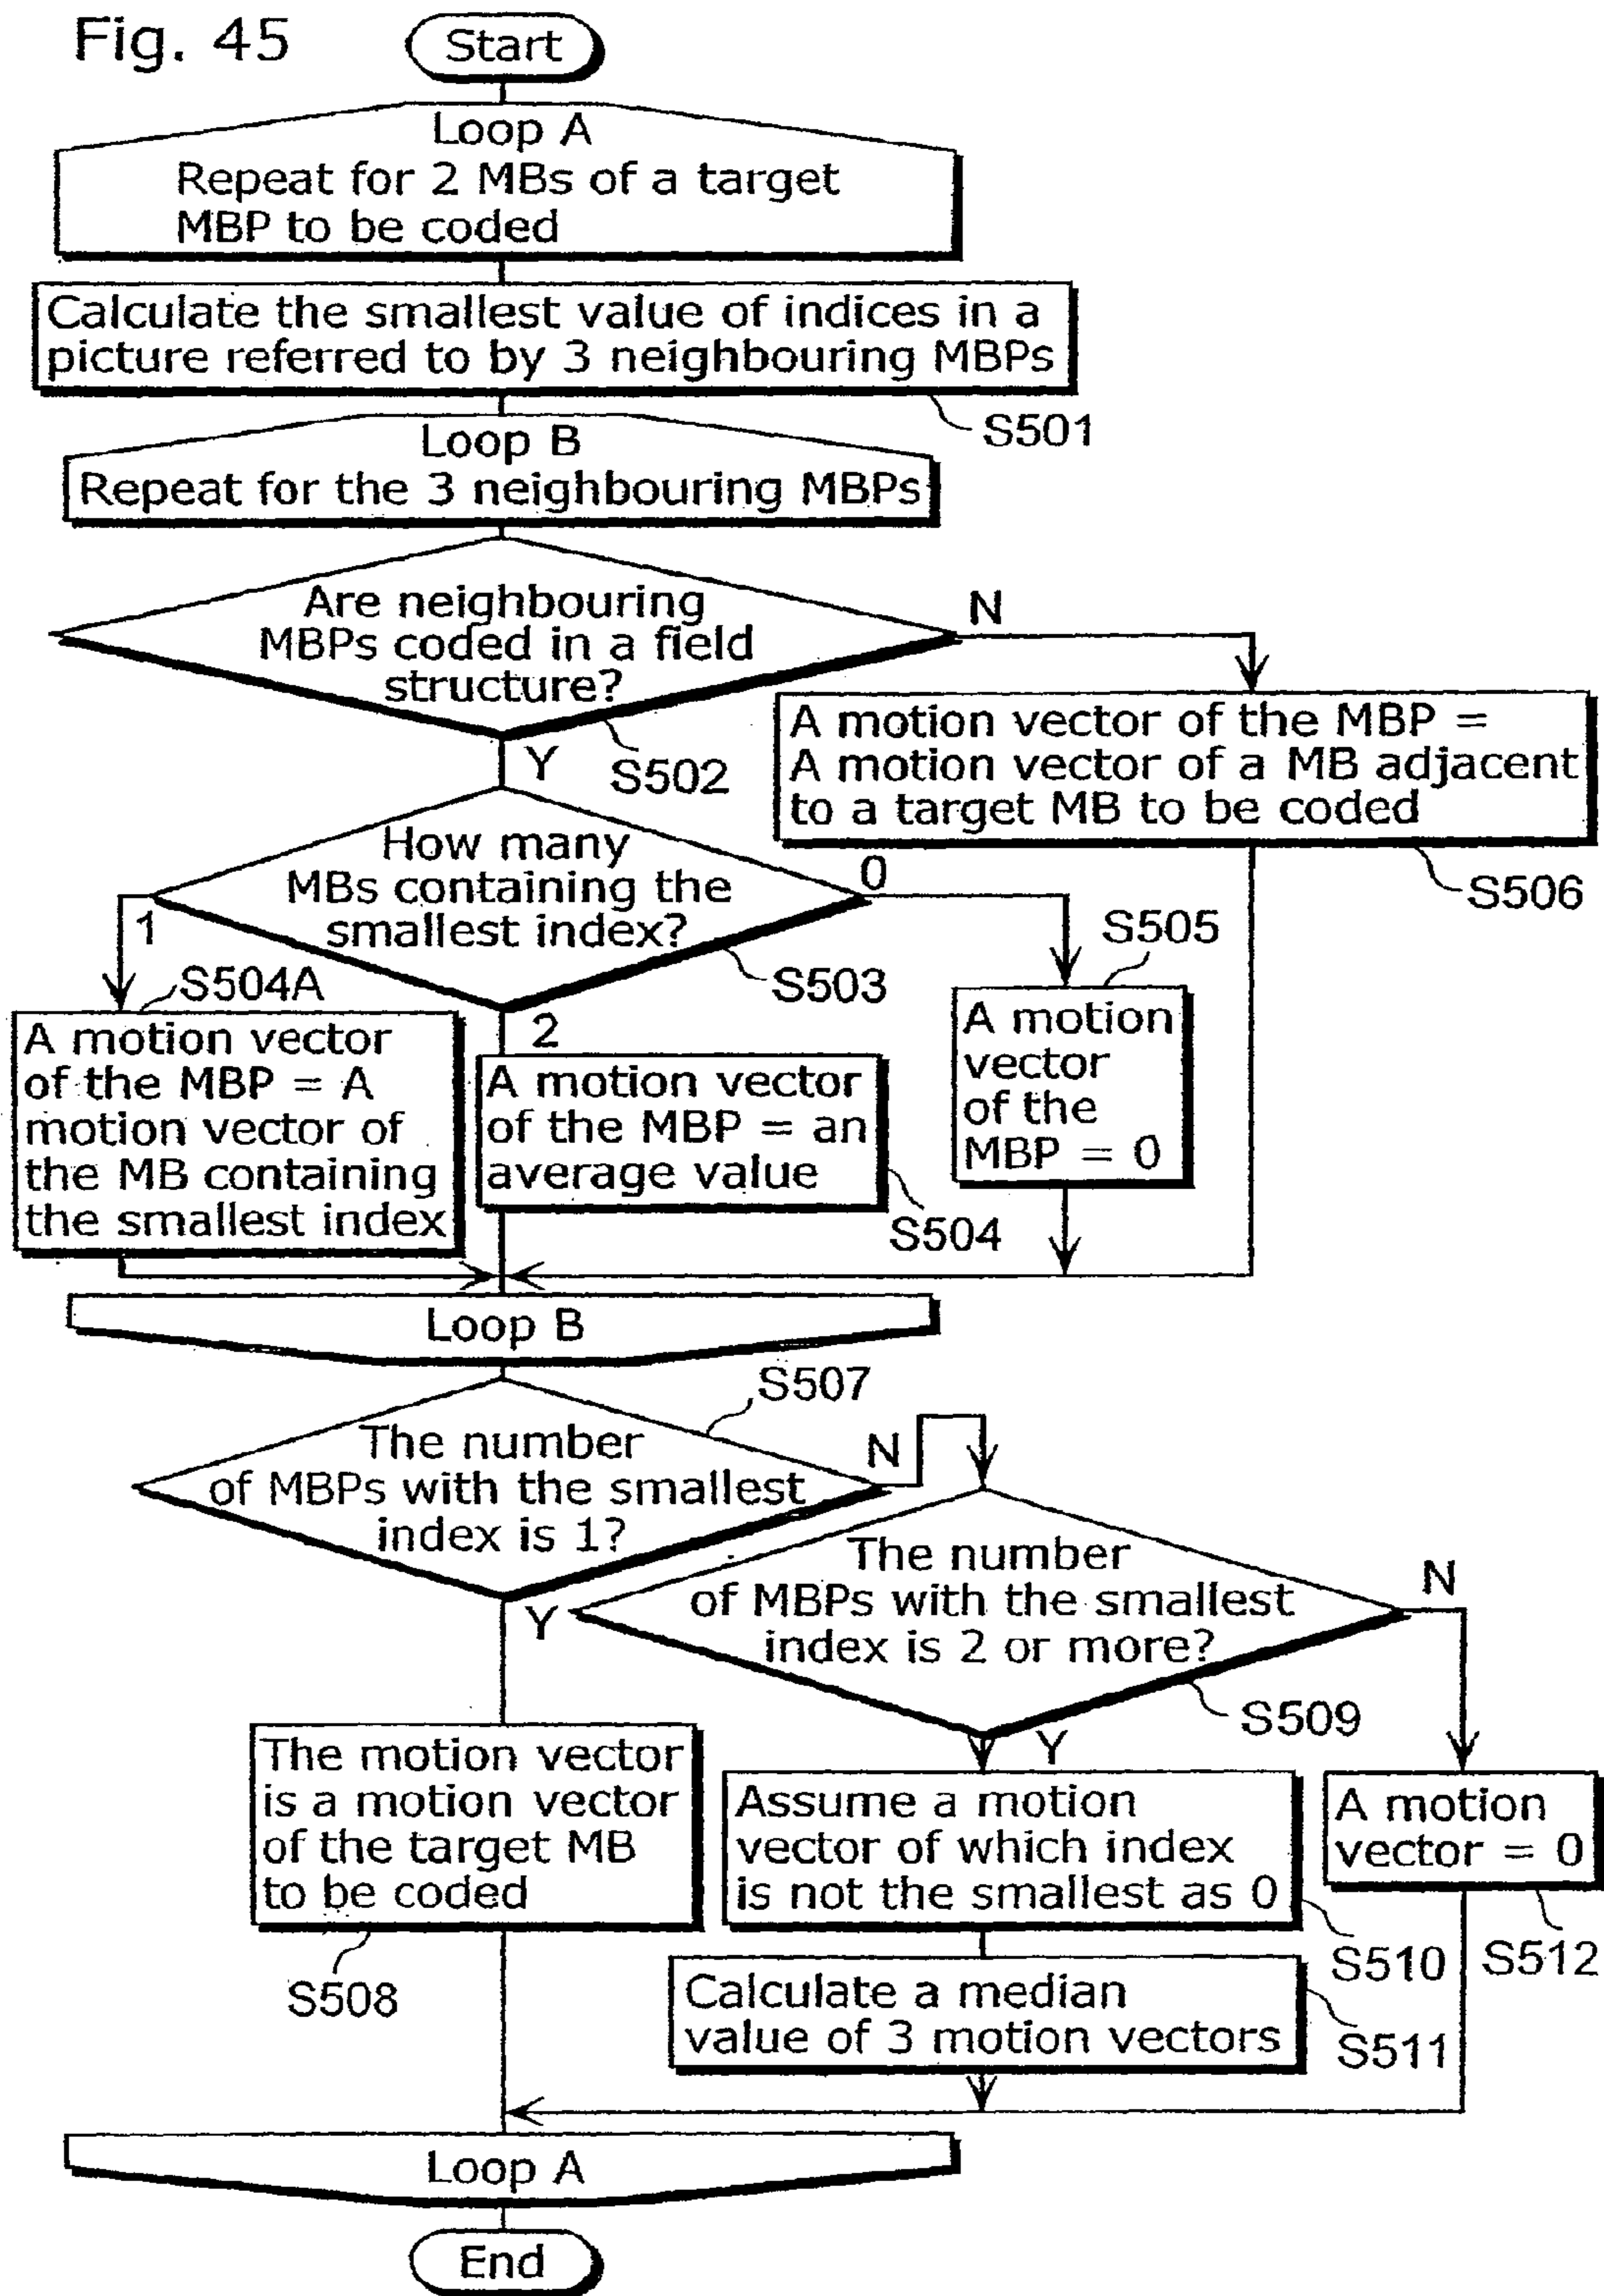 Fig. 45
Start
Loop A
Repeat for 2 MBs of a target
MBP to be coded
Calculate the smallest value of indices in a
picture referred to by 3 neighbouring MBPs
S501
Loop B
Repeat for the 3 neighbouring MBPs
Are neighbouring
MBPs coded in a field
structure?
N
Y
S502
A motion vector of the MBP =
A motion vector of a MB adjacent
to a target MB to be coded
S506
How many
MBs containing the
smallest index?
0
1
2
S503
S504A
A motion vector
of the MBP = A
motion vector of
the MB containing
the smallest index
A motion vector
of the MBP = an
average value
S504
S505
A motion
vector
of the
MBP = 0
Loop B
S507
The number
of MBPs with the smallest
index is 1?
N
Y
The number
of MBPs with the smallest
index is 2 or more?
N
S509
Y
The motion vector
is a motion vector
of the target MB
to be coded
S508
Assume a motion
vector of which index
is not the smallest as 0
S510
A motion
vector = 0
S512
Calculate a median
value of 3 motion vectors
S511
Loop A
End